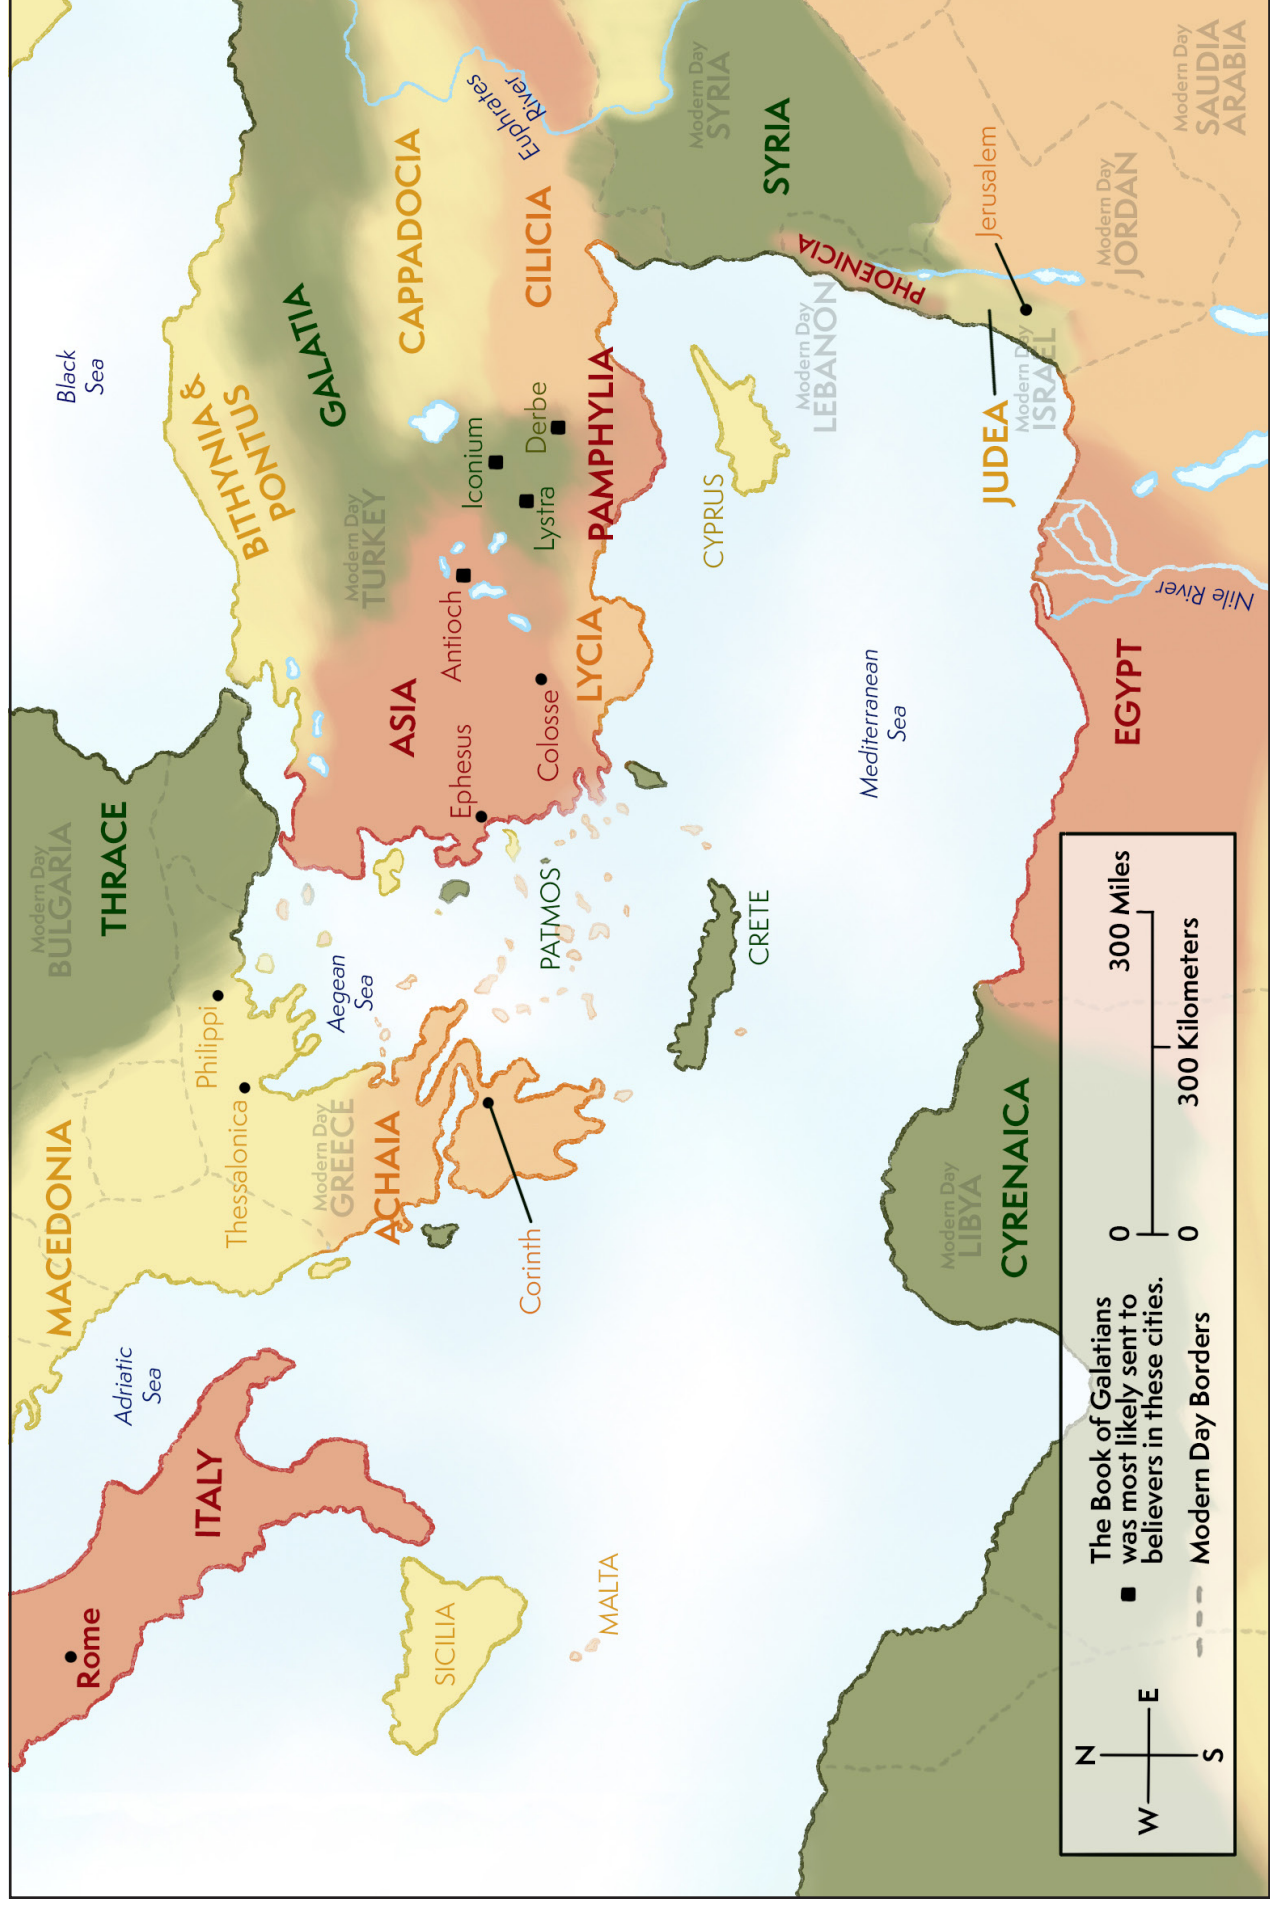 Black
Sea
Modern Day
BULGARIA
THRACE
MACEDONIA
Adriatic
Sea
Rome
ITALY
Philippi
Thessalonica
BITHYNIA &
PONTUS
GALATIA
Modern Day
TURKEY
CAPPADOCIA
Euphrates
River
Aegean
Sea
Modern Day
GREECE
ACHAIA
ASIA
Antioch
Iconium
Lystra
Derbe
CILICIA
Ephesus
Colosse
PAMPHYLIA
LYCIA
PATMOS
Corinth
SICILIA
MALTA
CRETE
CYPRUS
Modern Day
SYRIA
SYRIA
PHOENICIA
Modern Day
LEBANON
Mediterranean
Sea
Jerusalem
JUDEA
Modern Day
ISRAEL
Modern Day
JORDAN
Modern Day
SAUDIA
ARABIA
Modern Day
LIBYA
CYRENAICA
EGYPT
Nile River
N
W
E
S
The Book of Galatians
was most likely sent to
believers in these cities.
Modern Day Borders
0
300 Miles
0
300 Kilometers